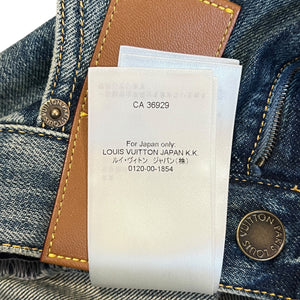 CA 36929
For Japan only:
LOUIS VUITTON JAPAN K.K.
ルイ・ヴィトン ジャパン(株)
0120-00-1854
LOUIS VUITTON PARIS